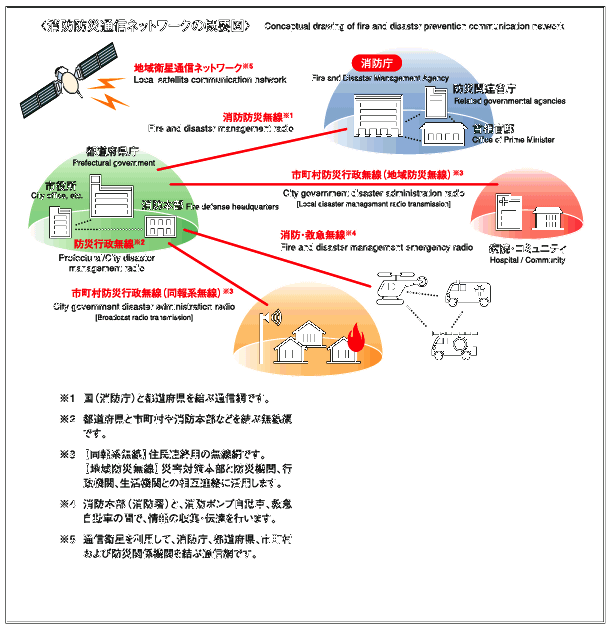 〈消防防災通信ネットワークの概要図〉 Conceptual drawing of fire and disaster prevention communication network
地域衛星通信ネットワーク※5
Local satellite communication network
消防庁
Fire and Disaster Management Agency
防災関連省庁
Related governmental agencies
首相官邸
Office of Prime Minister
消防防災無線※1
Fire and disaster management radio
都道府県庁
Prefectural government
市役所
City office, etc.
消防本部 Fire defense headquarters
市町村防災行政無線(地域防災無線)※3
City government disaster administration radio
[Local disaster management radio transmission]
病院・コミュニティ
Hospital / Community
消防・救急無線※4
Fire and disaster management emergency radio
防災行政無線※2
Prefectural/City disaster
management radio
市町村防災行政無線(同報系無線)※3
City government disaster administration radio
[Broadcast radio transmission]
※1 国(消防庁)と都道府県を結ぶ通信網です。
※2 都道府県と市町村や消防本部などを結ぶ無線網
です。
※3 〔同報系無線〕住民連絡用の無線網です。
〔地域防災無線〕災害対策本部と防災機関、行
政機関、生活機関との相互連絡に活用します。
※4 消防本部(消防署)と、消防ポンプ自動車、救急
自動車の間で、情報の収集・伝達を行います。
※5 通信衛星を利用して、消防庁、都道府県、市町村
および防災関係機関を結ぶ通信網です。